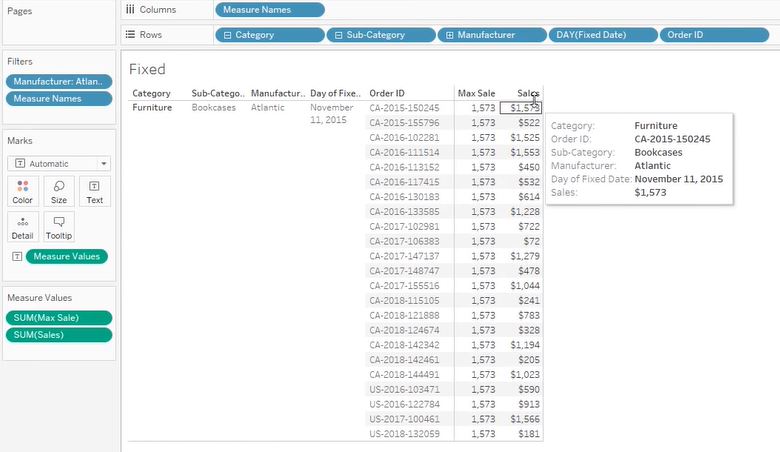 Pages
Columns
Measure Names
Rows
Category
Sub-Category
Manufacturer
DAY(Fixed Date)
Order ID
Filters
Manufacturer: Atlan..
Measure Names
Marks
Automatic
Color
Size
Text
Detail
Tooltip
Measure Values
Measure Values
SUM(Max Sale)
SUM(Sales)
Fixed
Category Sub-Catego.. Manufactur.. Day of Fixe.. Order ID Max Sale Sales
Furniture Bookcases Atlantic November 11, 2015 CA-2015-150245 1,573 $1,573
CA-2015-155796 1,573 $522
CA-2016-102281 1,573 $1,525
CA-2016-111514 1,573 $1,553
CA-2016-113152 1,573 $450
CA-2016-117415 1,573 $532
CA-2016-130183 1,573 $614
CA-2016-133585 1,573 $1,228
CA-2017-102981 1,573 $722
CA-2017-106383 1,573 $72
CA-2017-147137 1,573 $1,279
CA-2017-148747 1,573 $478
CA-2017-155516 1,573 $1,044
CA-2018-115105 1,573 $241
CA-2018-121888 1,573 $783
CA-2018-124674 1,573 $328
CA-2018-142342 1,573 $1,194
CA-2018-142461 1,573 $205
CA-2018-144491 1,573 $1,023
US-2016-103471 1,573 $590
US-2016-122784 1,573 $913
US-2017-100461 1,573 $1,566
US-2018-132059 1,573 $181
Category: Furniture
Order ID: CA-2015-150245
Sub-Category: Bookcases
Manufacturer: Atlantic
Day of Fixed Date: November 11, 2015
Sales: $1,573